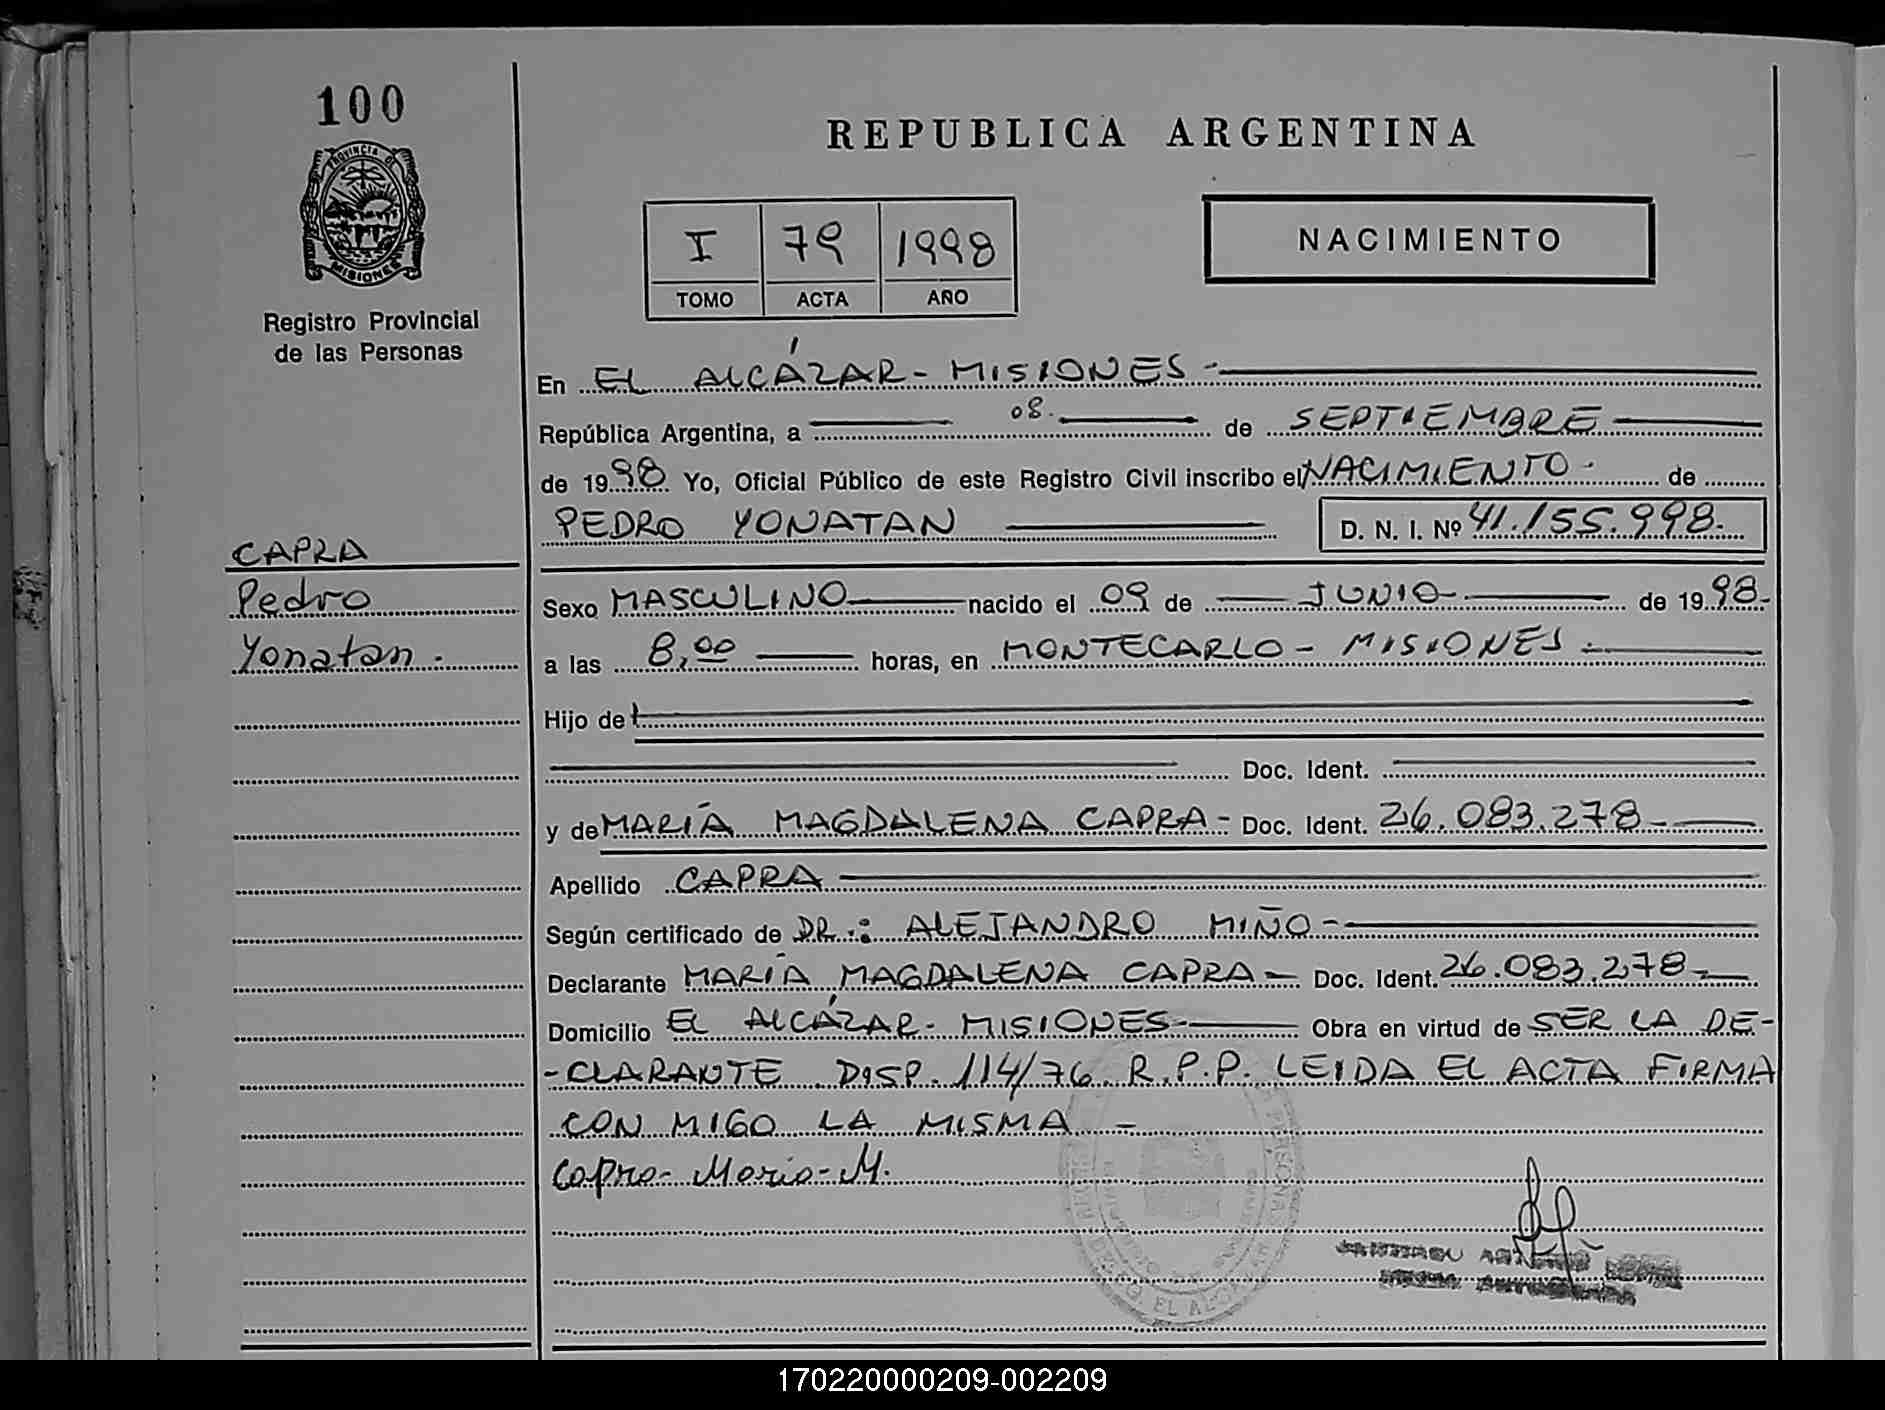 100
PROVINCIA DE
MISIONES
Registro Provincial
de las Personas
REPUBLICA ARGENTINA
I 79 1998
TOMO ACTA AÑO
NACIMIENTO
En EL ALCÁZAR - MISIONES -
República Argentina, a 08. de SEPTIEMBRE
de 1998 Yo, Oficial Público de este Registro Civil inscribo el NACIMIENTO - de
PEDRO YONATAN D. N. I. Nº 41.155.998-
CAPRA
Pedro
Yonatan.
Sexo MASCULINO nacido el 09 de JUNIO de 1998-
a las 8,00 horas, en MONTECARLO - MISIONES -
Hijo de
Doc. Ident.
y de MARÍA MAGDALENA CAPRA - Doc. Ident. 26.083.278-
Apellido CAPRA
Según certificado de DR.: ALEJANDRO MIÑO -
Declarante MARÍA MAGDALENA CAPRA - Doc. Ident. 26.083.278-
Domicilio EL ALCÁZAR - MISIONES - Obra en virtud de SER LA DE-
-CLARANTE DISP. 114/76 R.P.P. LEIDA EL ACTA FIRMA
CON MIGO LA MISMA -
Capra - Maria - M.
EL ALCAZAR
170220000209-002209